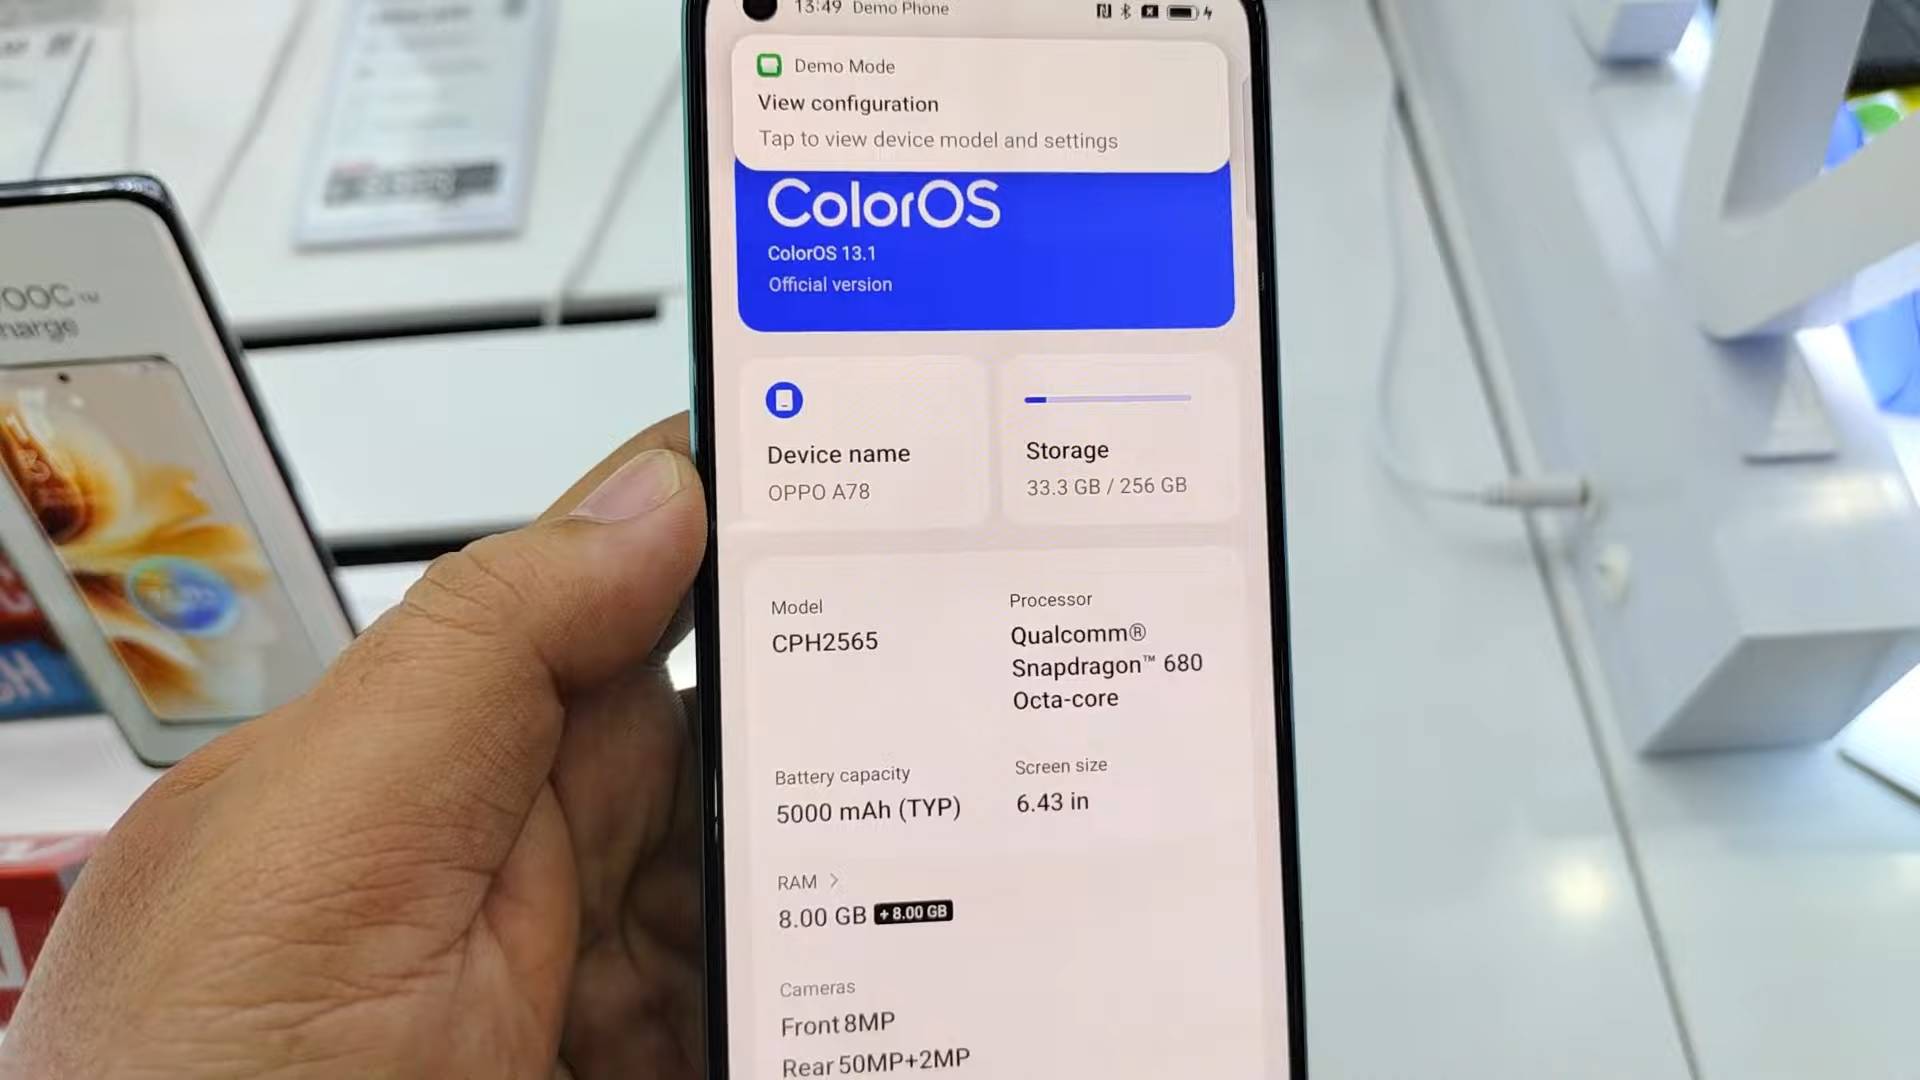 13:49 Demo Phone
Demo Mode
View configuration
Tap to view device model and settings
ColorOS
ColorOS 13.1
Official version
Device name
OPPO A78
Storage
33.3 GB / 256 GB
Model
CPH2565
Processor
Qualcomm®
Snapdragon™ 680
Octa-core
Battery capacity
5000 mAh (TYP)
Screen size
6.43 in
RAM >
8.00 GB +8.00 GB
Cameras
Front 8MP
Rear 50MP+2MP
OOC™
harge